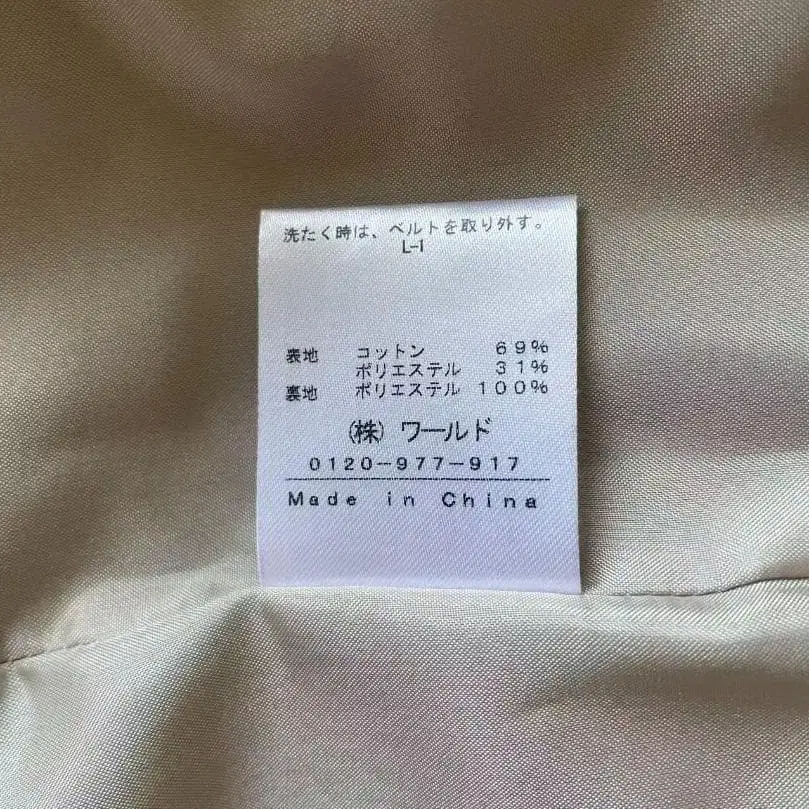 洗たく時は、ベルトを取り外す。
L-I
表地 コットン 69%
ポリエステル 31%
裏地 ポリエステル 100%
(株) ワールド
0120-977-917
Made in China